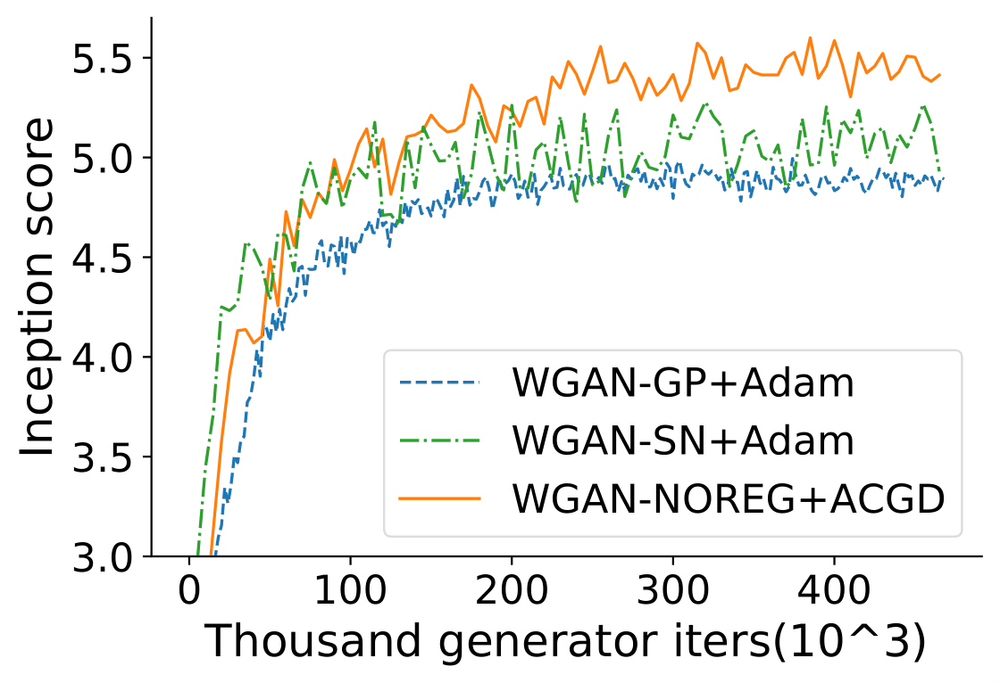 Inception score
5.5
5.0
4.5
4.0
3.5
3.0
WGAN-GP+Adam
WGAN-SN+Adam
WGAN-NOREG+ACGD
0 100 200 300 400
Thousand generator iters(10^3)